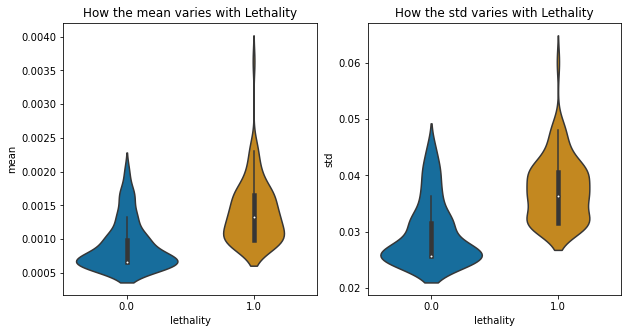 How the mean varies with Lethality
mean
0.0040
0.0035
0.0030
0.0025
0.0020
0.0015
0.0010
0.0005
0.0
1.0
lethality
How the std varies with Lethality
std
0.06
0.05
0.04
0.03
0.02
0.0
1.0
lethality